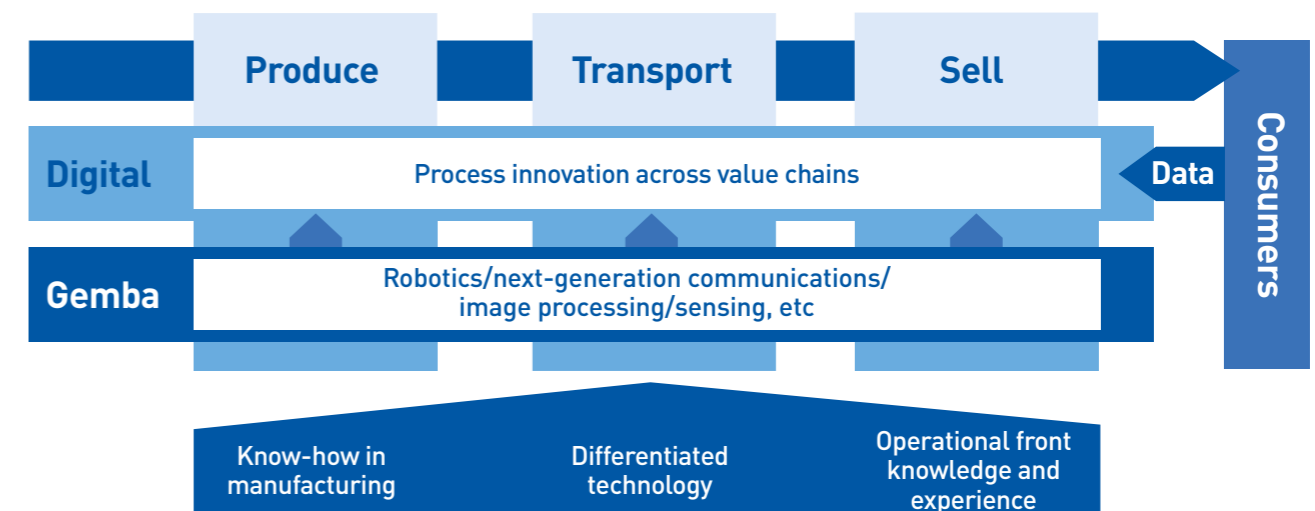 Produce
Transport
Sell
Consumers
Digital
Process innovation across value chains
Data
Gemba
Robotics/next-generation communications/
image processing/sensing, etc
Know-how in
manufacturing
Differentiated
technology
Operational front
knowledge and
experience